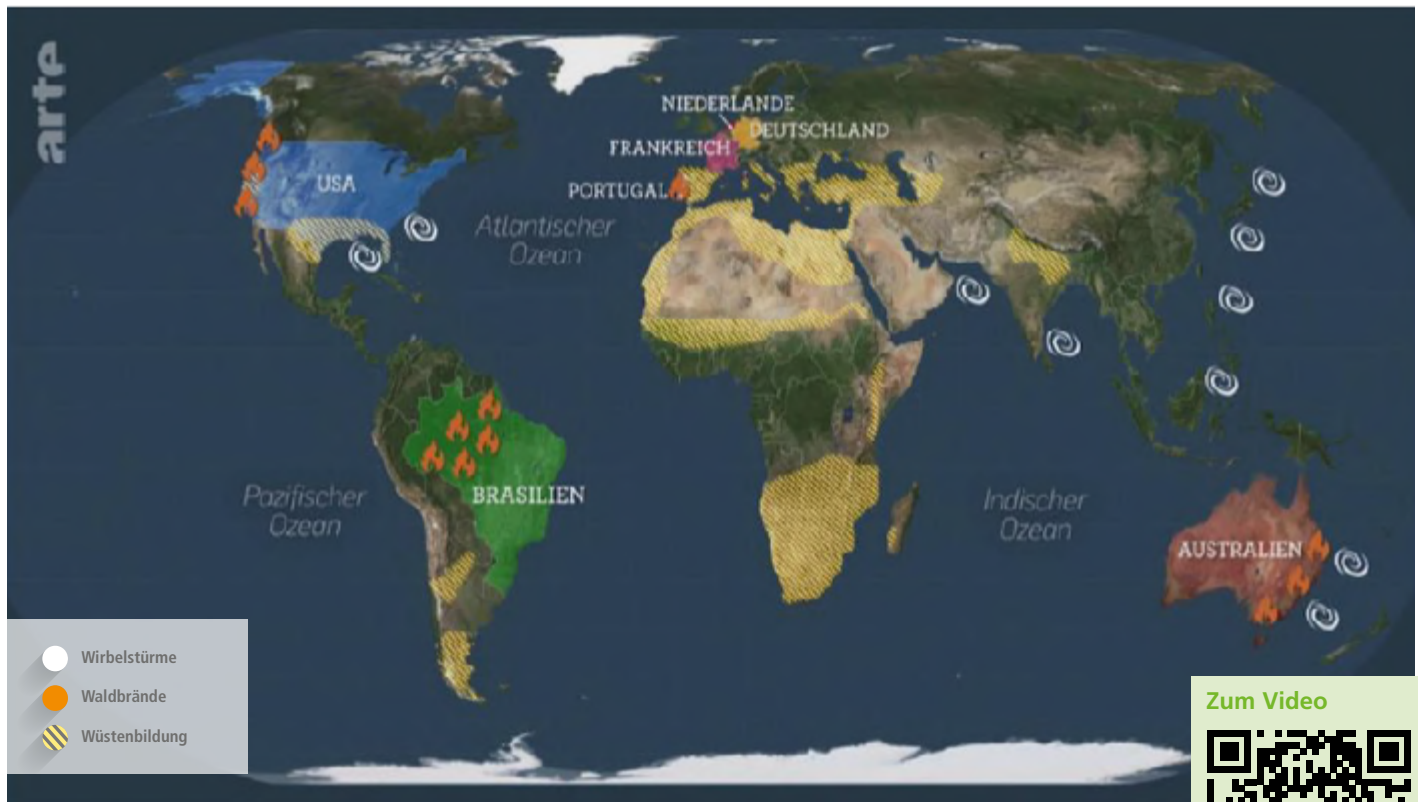 arte
NIEDERLANDE
DEUTSCHLAND
FRANKREICH
PORTUGAL
USA
Atlantischer
Ozean
BRASILIEN
Pazifischer
Ozean
Indischer
Ozean
AUSTRALIEN
Wirbelstürme
Waldbrände
Wüstenbildung
Zum Video